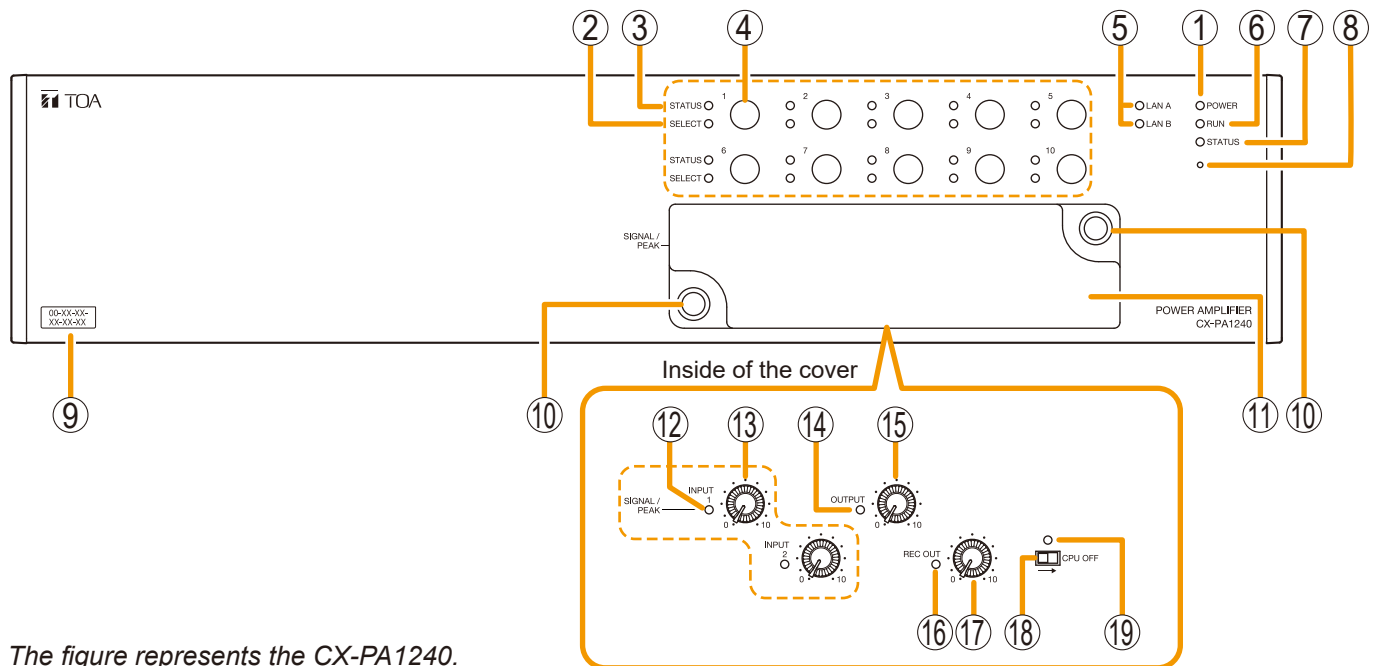 ② ③ ④ ⑤ ① ⑥ ⑦ ⑧
TOA
STATUS 1 2 3 4 5
SELECT
LAN A POWER
LAN B RUN
STATUS
STATUS 6 7 8 9 10
SELECT
SIGNAL /
PEAK
00-XX-XX-
XX-XX-XX
POWER AMPLIFIER
CX-PA1240
Inside of the cover
⑨ ⑩ ⑪ ⑩
⑫ ⑬ ⑭ ⑮
INPUT
1
SIGNAL /
PEAK
0 10
OUTPUT
0 10
INPUT
2
0 10
REC OUT
0 10
CPU OFF
⑯ ⑰ ⑱ ⑲
The figure represents the CX-PA1240.